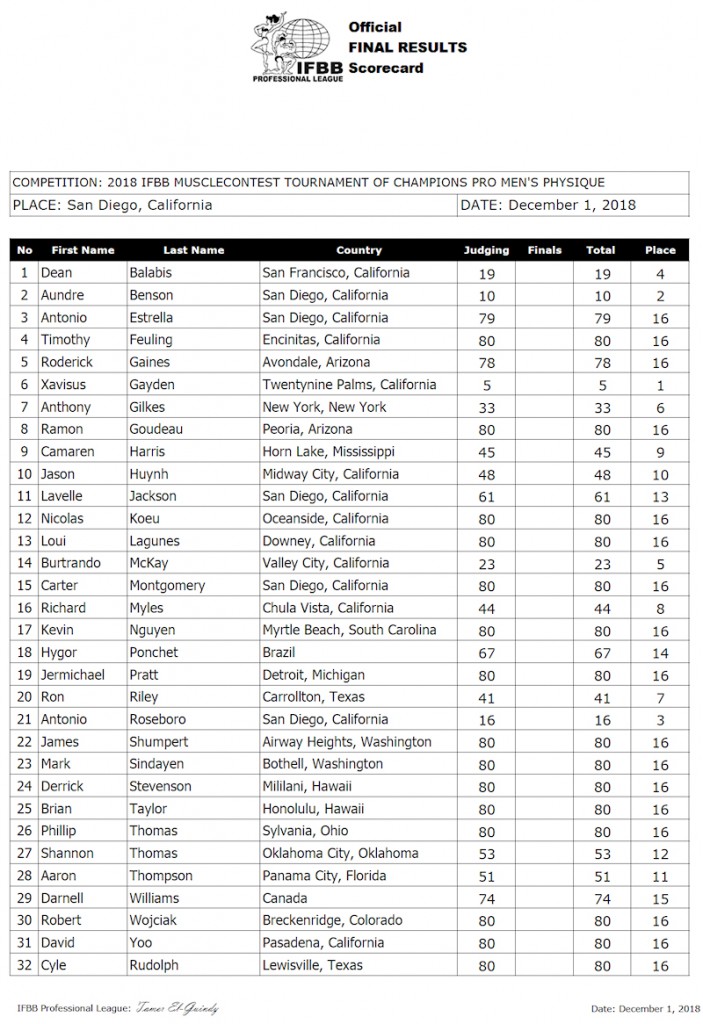 Official
FINAL RESULTS
IFBB Scorecard
PROFESSIONAL LEAGUE
COMPETITION: 2018 IFBB MUSCLECONTEST TOURNAMENT OF CHAMPIONS PRO MEN'S PHYSIQUE
PLACE: San Diego, California DATE: December 1, 2018
No First Name Last Name Country Judging Finals Total Place
1 Dean Balabis San Francisco, California 19 19 4
2 Aundre Benson San Diego, California 10 10 2
3 Antonio Estrella San Diego, California 79 79 16
4 Timothy Feuling Encinitas, California 80 80 16
5 Roderick Gaines Avondale, Arizona 78 78 16
6 Xavisus Gayden Twentynine Palms, California 5 5 1
7 Anthony Gilkes New York, New York 33 33 6
8 Ramon Goudeau Peoria, Arizona 80 80 16
9 Camaren Harris Horn Lake, Mississippi 45 45 9
10 Jason Huynh Midway City, California 48 48 10
11 Lavelle Jackson San Diego, California 61 61 13
12 Nicolas Koeu Oceanside, California 80 80 16
13 Loui Lagunes Downey, California 80 80 16
14 Burtrando McKay Valley City, California 23 23 5
15 Carter Montgomery San Diego, California 80 80 16
16 Richard Myles Chula Vista, California 44 44 8
17 Kevin Nguyen Myrtle Beach, South Carolina 80 80 16
18 Hygor Ponchet Brazil 67 67 14
19 Jermichael Pratt Detroit, Michigan 80 80 16
20 Ron Riley Carrollton, Texas 41 41 7
21 Antonio Roseboro San Diego, California 16 16 3
22 James Shumpert Airway Heights, Washington 80 80 16
23 Mark Sindayen Bothell, Washington 80 80 16
24 Derrick Stevenson Mililani, Hawaii 80 80 16
25 Brian Taylor Honolulu, Hawaii 80 80 16
26 Phillip Thomas Sylvania, Ohio 80 80 16
27 Shannon Thomas Oklahoma City, Oklahoma 53 53 12
28 Aaron Thompson Panama City, Florida 51 51 11
29 Darnell Williams Canada 74 74 15
30 Robert Wojciak Breckenridge, Colorado 80 80 16
31 David Yoo Pasadena, California 80 80 16
32 Cyle Rudolph Lewisville, Texas 80 80 16
IFBB Professional League: Tamer El-Guindy Date: December 1, 2018